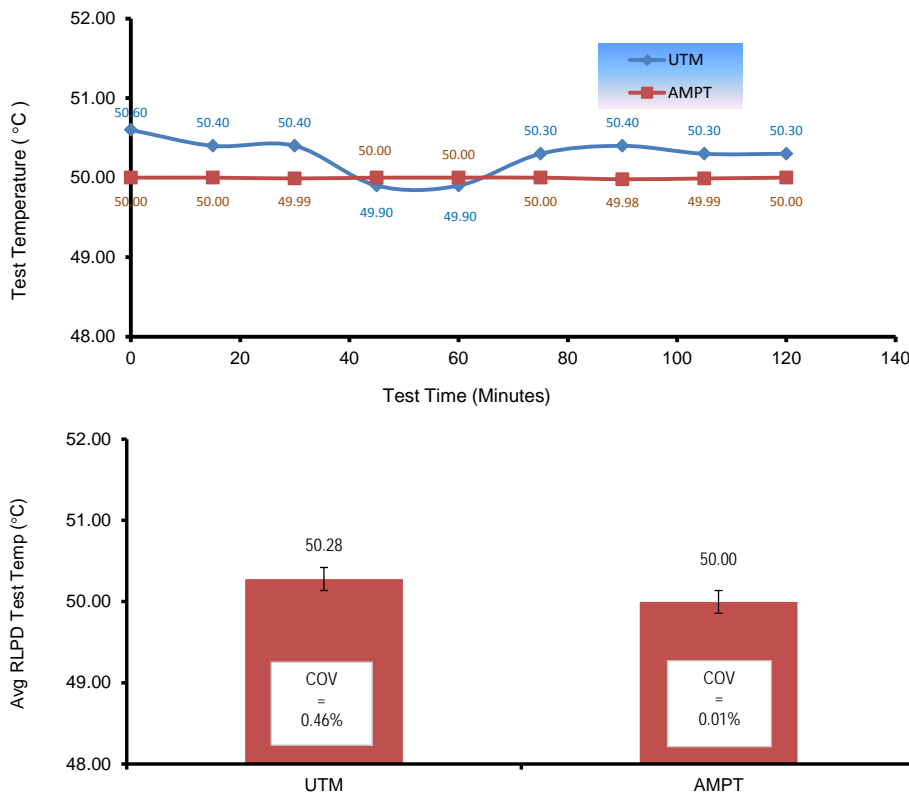 52.00
UTM
AMPT
51.00
50.60 50.40 50.40 50.30 50.40 50.30 50.30
50.00 50.00
50.00
50.00 50.00 49.99 50.00 49.98 49.99 50.00
49.90 49.90
49.00
48.00
0 20 40 60 80 100 120 140
Test Temperature ( °C )
Test Time (Minutes)
52.00
51.00
50.28 50.00
50.00
49.00
COV COV
= =
0.46% 0.01%
48.00
UTM AMPT
Avg RLPD Test Temp (°C)